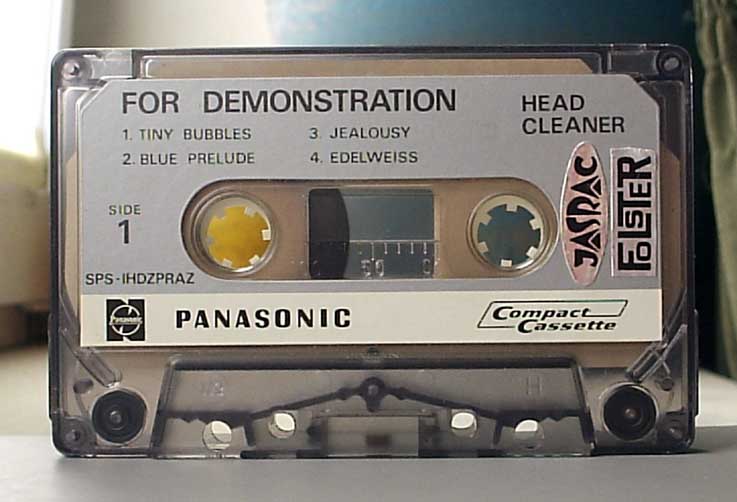 FOR DEMONSTRATION
HEAD
CLEANER
1. TINY BUBBLES
2. BLUE PRELUDE
3. JEALOUSY
4. EDELWEISS
SIDE
1
JASRAC
FOLSTER
50 0
SPS-IHDZPRAZ
Panasonic
PANASONIC
Compact
Cassette